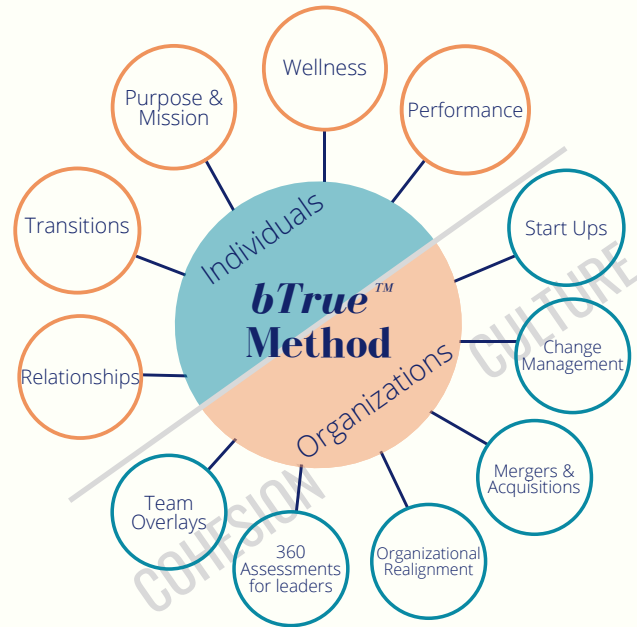 Wellness
Purpose &
Mission
Performance
Transitions
Individuals
Start Ups
bTrue™
Method
CULTURE
Change
Management
Relationships
Organizations
Mergers &
Acquisitions
Team
Overlays
COHESION
360
Assessments
for leaders
Organizational
Realignment